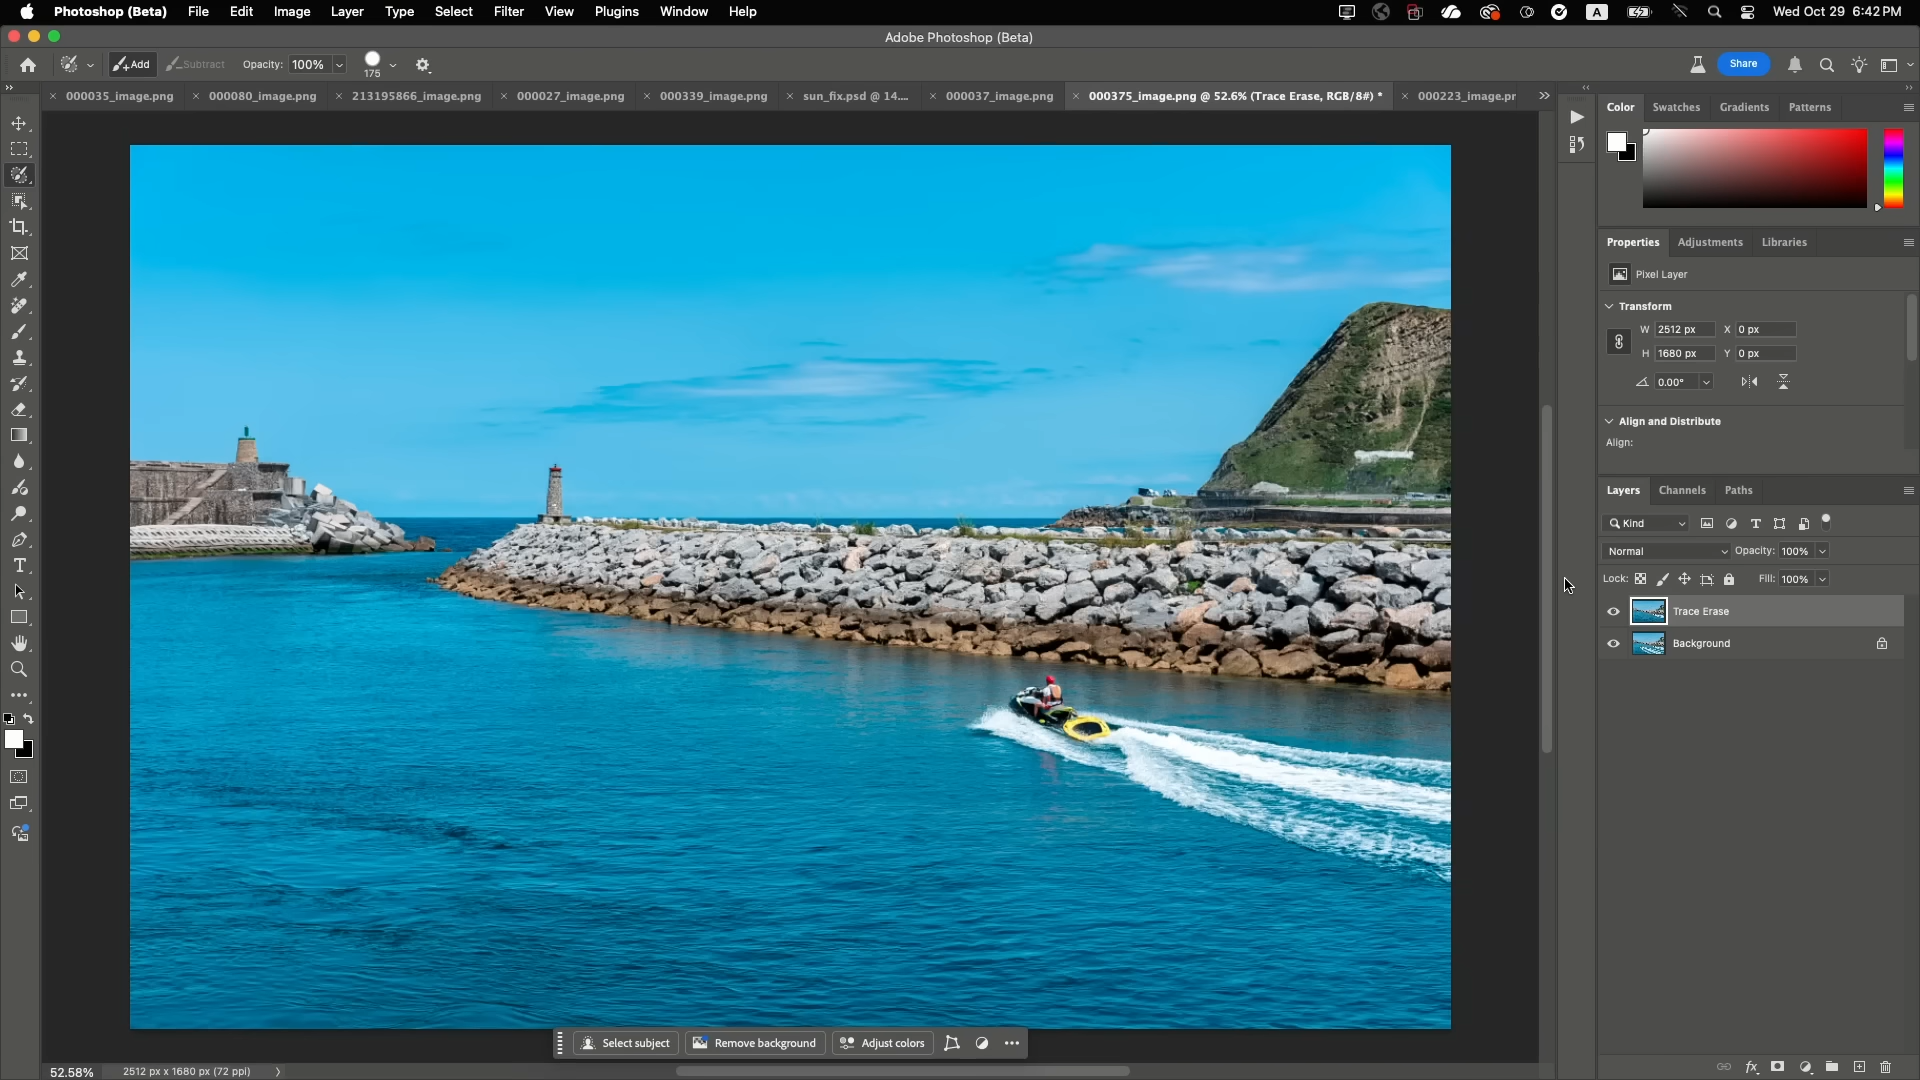 Photoshop (Beta) File Edit Image Layer Type Select Filter View Plugins Window Help A Wed Oct 29 6:42 PM
Adobe Photoshop (Beta)
Add Subtract Opacity: 100% 175 Share
000035_image.png 000080_image.png 213195866_image.png 000027_image.png 000339_image.png sun_fix.psd @ 14.... 000037_image.png 000375_image.png @ 52.6% (Trace Erase, RGB/8#) * 000223_image.pr
Color Swatches Gradients Patterns
Properties Adjustments Libraries
Pixel Layer
Transform
W 2512 px X 0 px
H 1680 px Y 0 px
0.00°
Align and Distribute
Align:
Layers Channels Paths
Kind
Normal Opacity: 100%
Lock: Fill: 100%
Trace Erase
Background
Select subject Remove background Adjust colors
52.58% 2512 px x 1680 px (72 ppi)